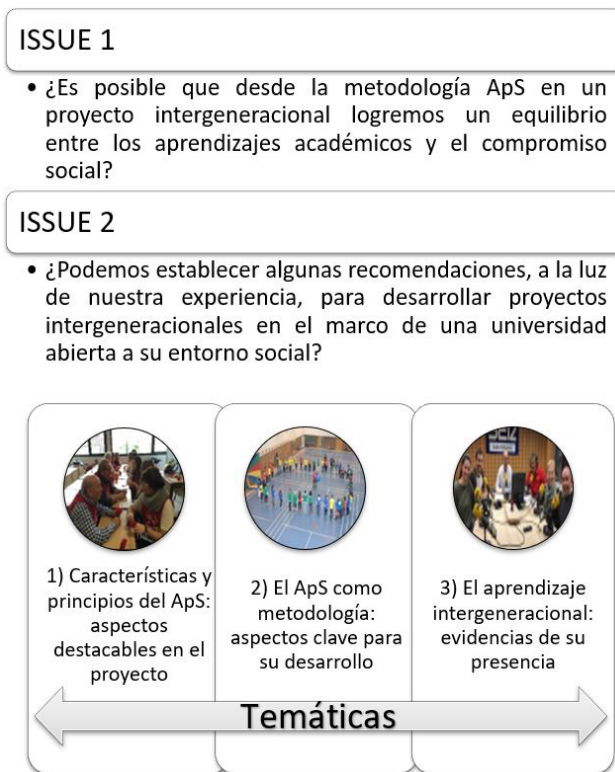 ISSUE 1
• ¿Es posible que desde la metodología ApS en un
proyecto intergeneracional logremos un equilibrio
entre los aprendizajes académicos y el compromiso
social?
ISSUE 2
• ¿Podemos establecer algunas recomendaciones, a la luz
de nuestra experiencia, para desarrollar proyectos
intergeneracionales en el marco de una universidad
abierta a su entorno social?
1) Características y
principios del ApS:
aspectos
destacables en el
proyecto
2) El ApS como
metodología:
aspectos clave para
su desarrollo
3) El aprendizaje
intergeneracional:
evidencias de su
presencia
Temáticas